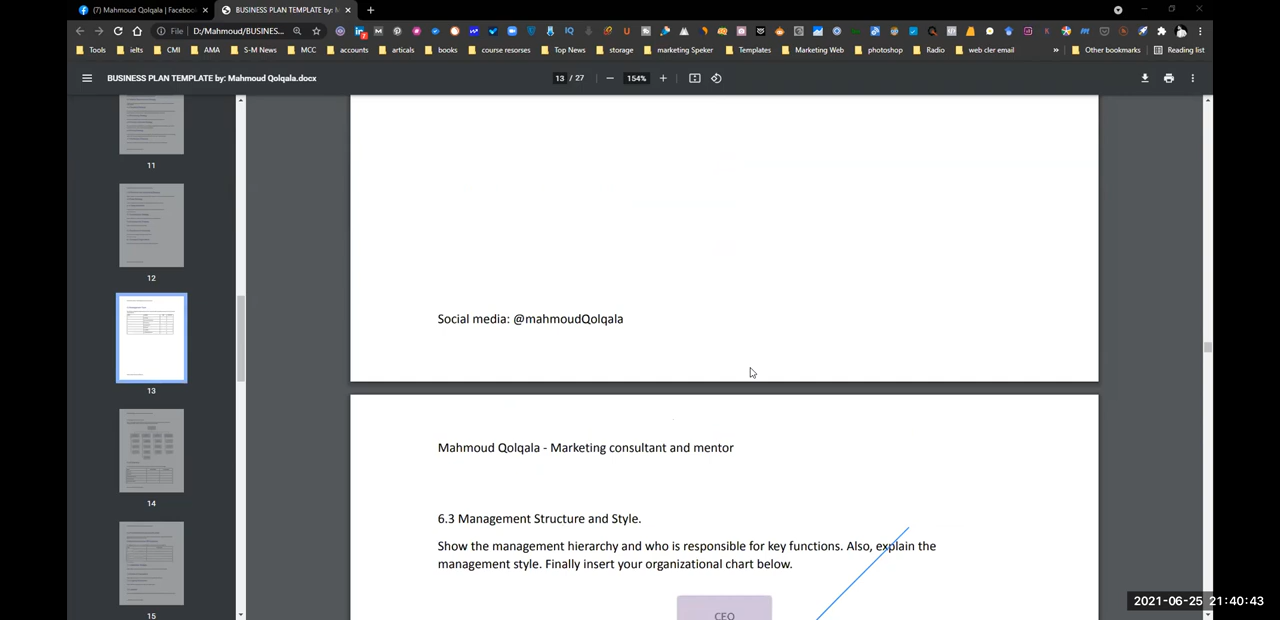 (7) Mahmoud Qolqala | Facebook
BUSINESS PLAN TEMPLATE by: M
File
D:/Mahmoud/BUSINES...
Tools
ielts
CMI
AMA
S-M News
MCC
accounts
articals
books
course resorses
Top News
storage
marketing Speker
Templates
Marketing Web
photoshop
Radio
web cler email
»
Other bookmarks
Reading list
BUSINESS PLAN TEMPLATE by: Mahmoud Qolqala.docx
13 / 27
154%
11
12
13
14
15
Social media: @mahmoudQolqala
Mahmoud Qolqala - Marketing consultant and mentor
6.3 Management Structure and Style.
Show the management hierarchy and who is responsible for key functions. Also, explain the
management style. Finally insert your organizational chart below.
CEO
2021-06-25 21:40:43